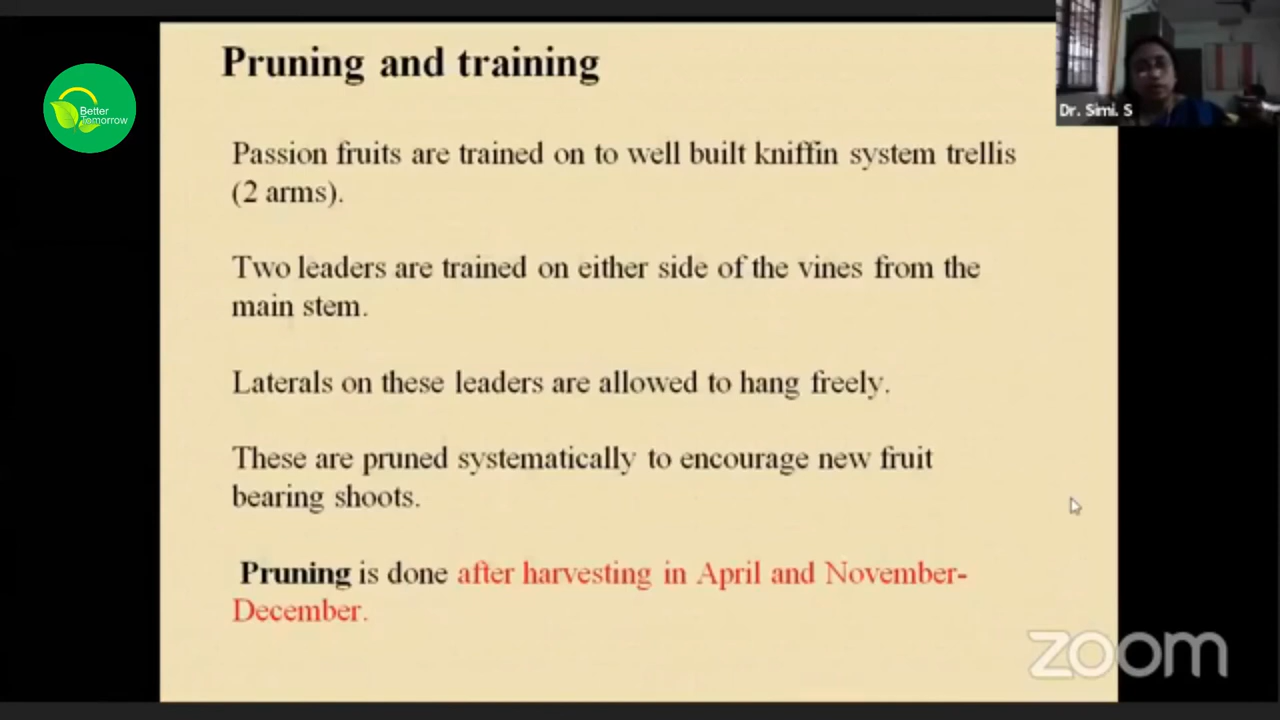 Pruning and training
Better
Tomorrow
Dr. Simi. S
Passion fruits are trained on to well built kniffin system trellis
(2 arms).
Two leaders are trained on either side of the vines from the
main stem.
Laterals on these leaders are allowed to hang freely.
These are pruned systematically to encourage new fruit
bearing shoots.
Pruning is done after harvesting in April and November-
December.
zoom